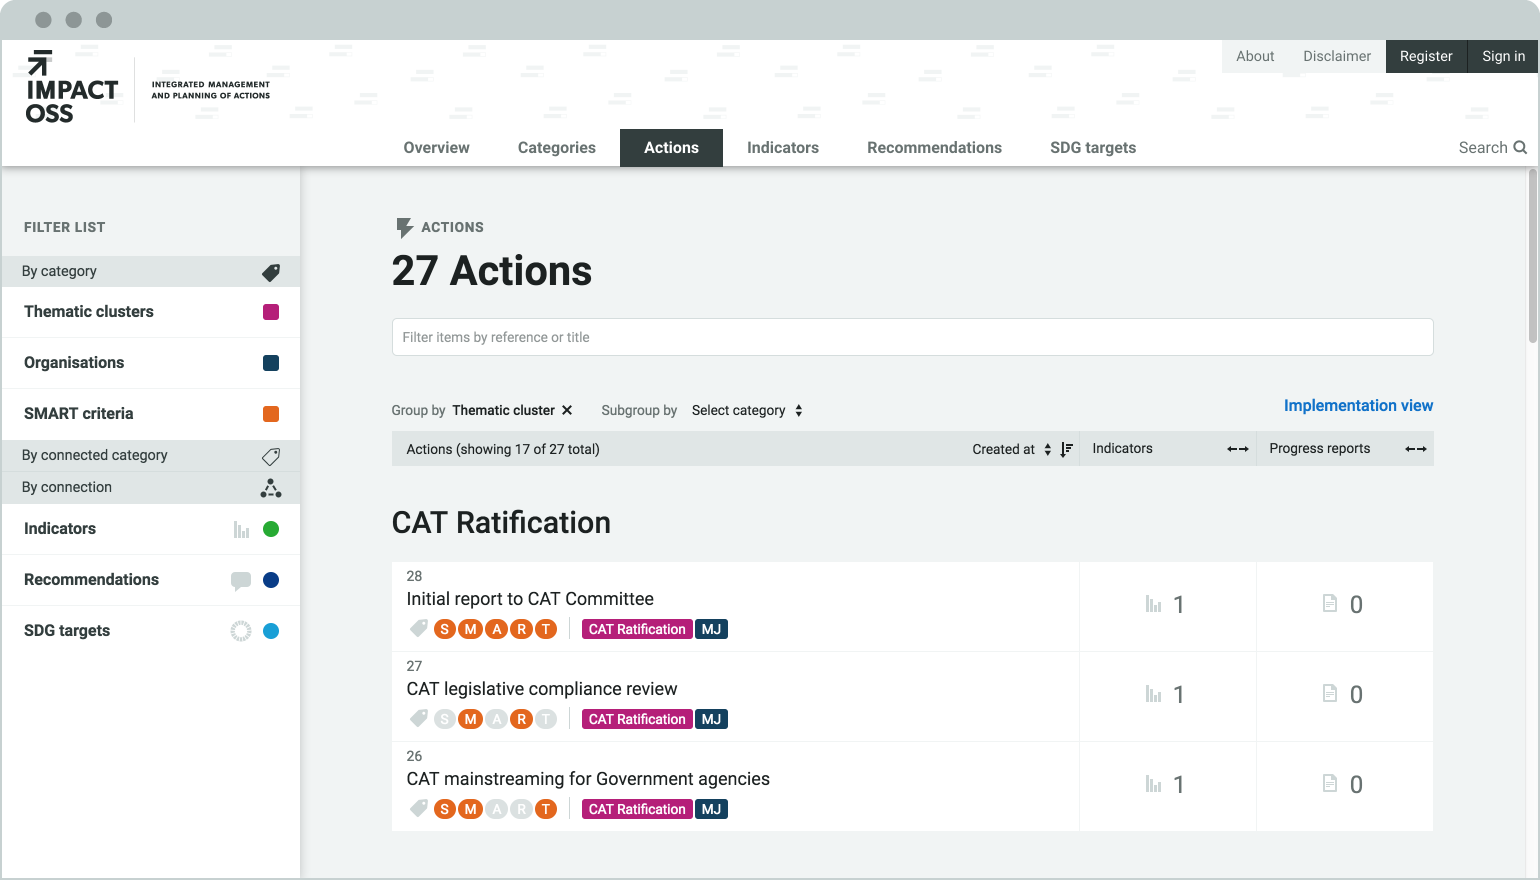 IMPACT
OSS
INTEGRATED MANAGEMENT
AND PLANNING OF ACTIONS
About Disclaimer Register Sign in
Overview Categories Actions Indicators Recommendations SDG targets Search
FILTER LIST
By category
Thematic clusters
Organisations
SMART criteria
By connected category
By connection
Indicators
Recommendations
SDG targets
ACTIONS
27 Actions
Filter items by reference or title
Group by Thematic cluster Subgroup by Select category Implementation view
Actions (showing 17 of 27 total) Created at Indicators Progress reports
CAT Ratification
28
Initial report to CAT Committee
S M A R T CAT Ratification MJ
1 0
27
CAT legislative compliance review
S M A R T CAT Ratification MJ
1 0
26
CAT mainstreaming for Government agencies
S M A R T CAT Ratification MJ
1 0